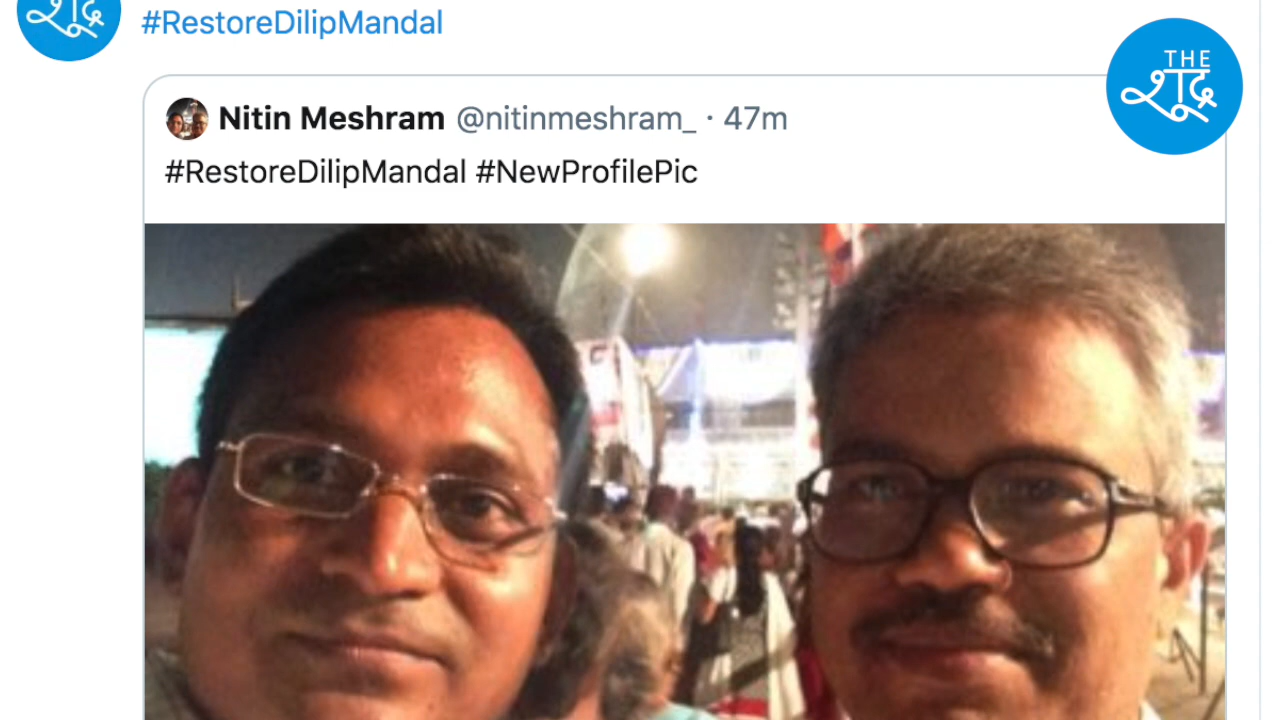 #RestoreDilipMandal
THE
शूद्र
Nitin Meshram @nitinmeshram_ · 47m
#RestoreDilipMandal #NewProfilePic